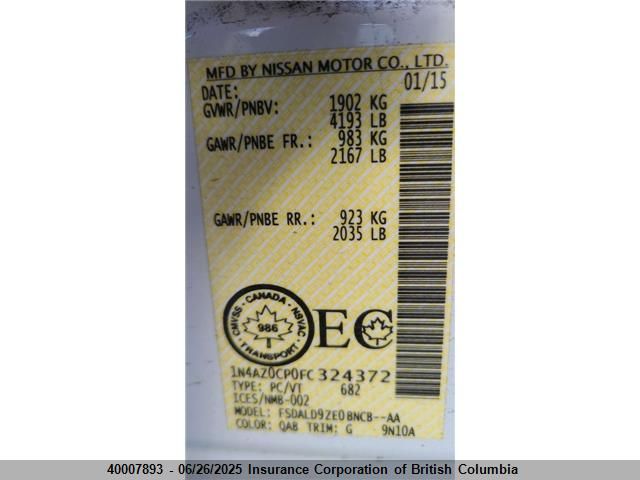 MFD BY NISSAN MOTOR CO., LTD.
DATE: 01/15
GVWR/PNBV: 1902 KG
4193 LB
GAWR/PNBE FR.: 983 KG
2167 LB
GAWR/PNBE RR.: 923 KG
2035 LB
CMVSS - CANADA - NSVAC
986
TRANSPORT
EC
1N4AZ0CP0FC324372
TYPE: PC/VT 682
ICES/NMB-002
MODEL: FSDALD9ZE0BNCB--AA
COLOR: QAB TRIM: G 9N10A
40007893 - 06/26/2025 Insurance Corporation of British Columbia